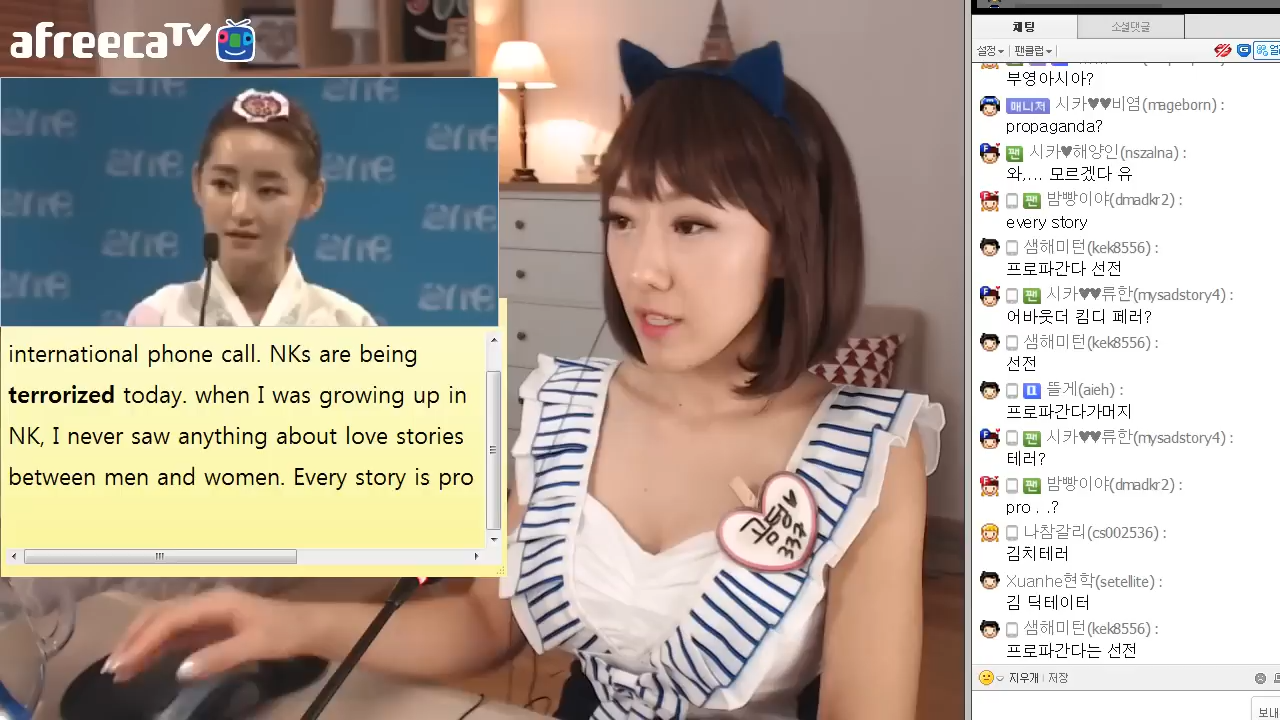 afreecaTV
international phone call. NKs are being
terrorized today. when I was growing up in
NK, I never saw anything about love stories
between men and women. Every story is pro
채팅
소셜댓글
설정
팬클럽
부영아시아?
매니저 시카♥♥비염(mageborn) :
propaganda?
팬 시카♥해양인(nszalna) :
와,... 모르겠다 유
팬 밤빵이야(dmadkr2) :
every story
샘해미턴(kek8556) :
프로파간다 선전
팬 시카♥♥류한(mysadstory4) :
어바웃더 킴디 페러?
샘해미턴(kek8556) :
선전
뜰게(aieh) :
프로파간다가머지
팬 시카♥♥류한(mysadstory4) :
테러?
팬 밤빵이야(dmadkr2) :
pro . .?
나참갈리(cs002536) :
김치테러
Xuanhe현학(setellite) :
김 딕테이터
샘해미턴(kek8556) :
프로파간다는 선전
지우개
저장
보내